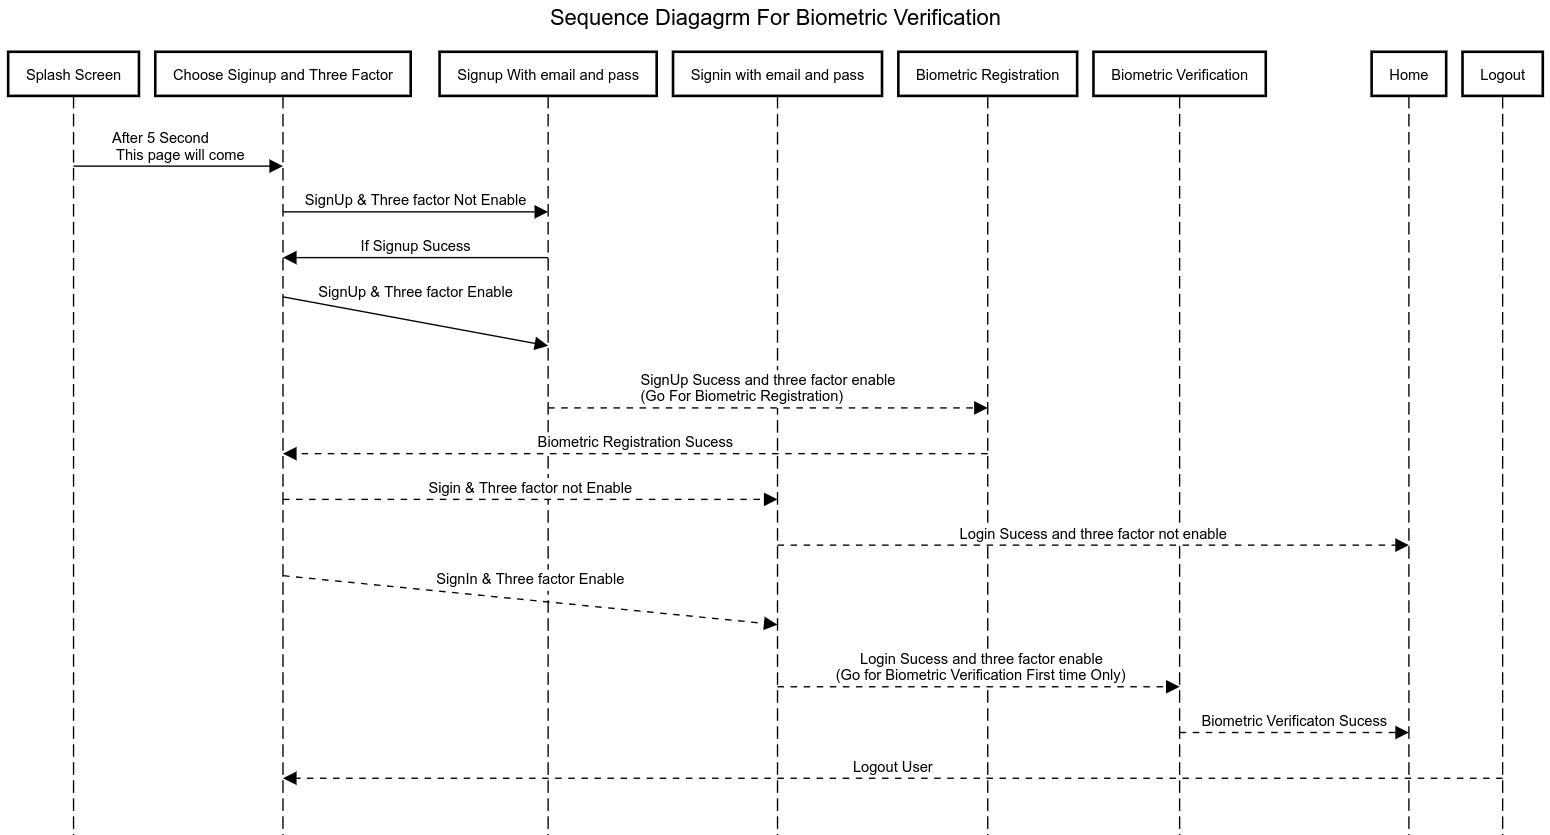 Sequence Diagagrm For Biometric Verification
Splash Screen
Choose Siginup and Three Factor
Signup With email and pass
Signin with email and pass
Biometric Registration
Biometric Verification
Home
Logout
After 5 Second
This page will come
SignUp & Three factor Not Enable
If Signup Sucess
SignUp & Three factor Enable
SignUp Sucess and three factor enable
(Go For Biometric Registration)
Biometric Registration Sucess
Sigin & Three factor not Enable
Login Sucess and three factor not enable
SignIn & Three factor Enable
Login Sucess and three factor enable
(Go for Biometric Verification First time Only)
Biometric Verificaton Sucess
Logout User